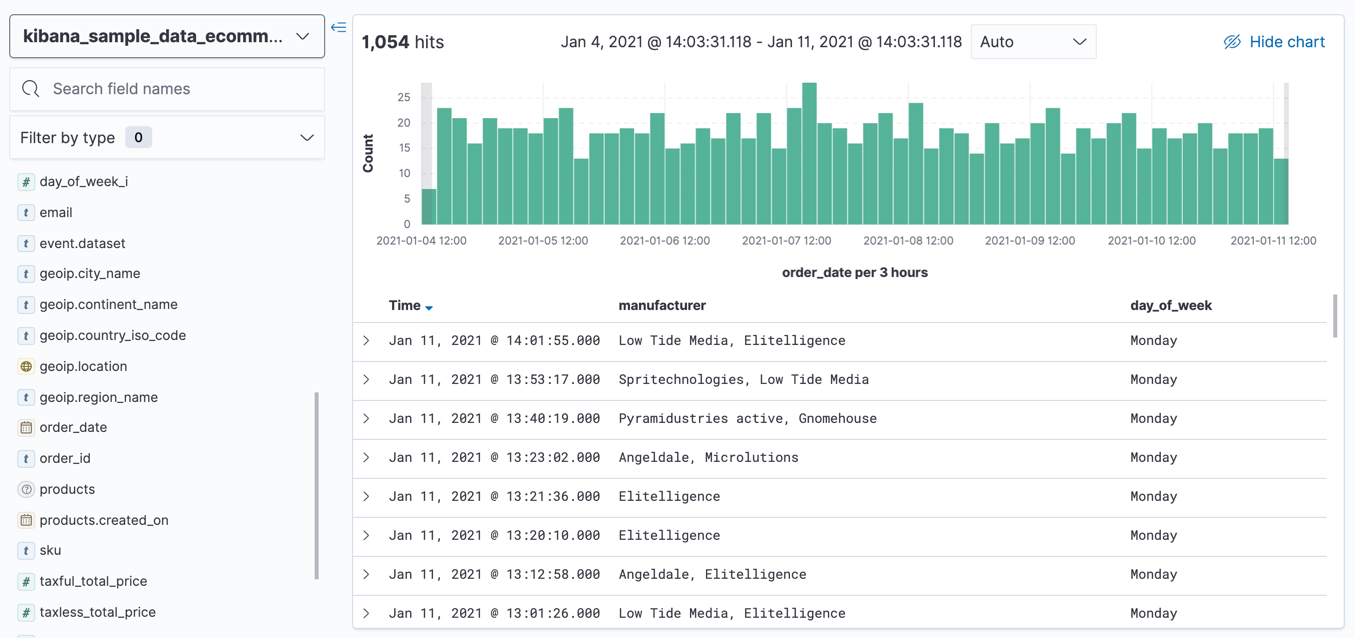 kibana_sample_data_ecomm...
Search field names
Filter by type 0
# day_of_week_i
t email
t event.dataset
t geoip.city_name
t geoip.continent_name
t geoip.country_iso_code
geoip.location
t geoip.region_name
order_date
t order_id
? products
products.created_on
t sku
# taxful_total_price
# taxless_total_price
1,054 hits
Jan 4, 2021 @ 14:03:31.118 - Jan 11, 2021 @ 14:03:31.118
Auto
Hide chart
Count
25
20
15
10
5
0
2021-01-04 12:00 2021-01-05 12:00 2021-01-06 12:00 2021-01-07 12:00 2021-01-08 12:00 2021-01-09 12:00 2021-01-10 12:00 2021-01-11 12:00
order_date per 3 hours
Time manufacturer day_of_week
Jan 11, 2021 @ 14:01:55.000 Low Tide Media, Elitelligence Monday
Jan 11, 2021 @ 13:53:17.000 Spritechnologies, Low Tide Media Monday
Jan 11, 2021 @ 13:40:19.000 Pyramidustries active, Gnomehouse Monday
Jan 11, 2021 @ 13:23:02.000 Angeldale, Microlutions Monday
Jan 11, 2021 @ 13:21:36.000 Elitelligence Monday
Jan 11, 2021 @ 13:20:10.000 Elitelligence Monday
Jan 11, 2021 @ 13:12:58.000 Angeldale, Elitelligence Monday
Jan 11, 2021 @ 13:01:26.000 Low Tide Media, Elitelligence Monday